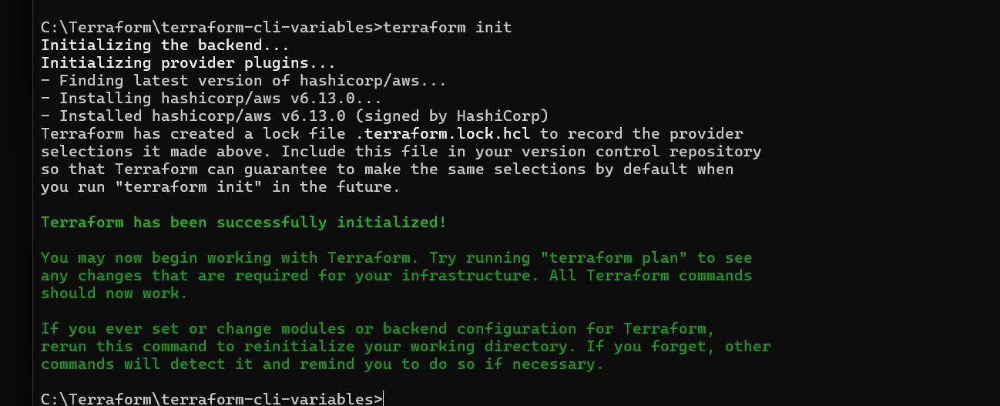 C:\Terraform\terraform-cli-variables>terraform init
Initializing the backend...
Initializing provider plugins...
- Finding latest version of hashicorp/aws...
- Installing hashicorp/aws v6.13.0...
- Installed hashicorp/aws v6.13.0 (signed by HashiCorp)
Terraform has created a lock file .terraform.lock.hcl to record the provider
selections it made above. Include this file in your version control repository
so that Terraform can guarantee to make the same selections by default when
you run "terraform init" in the future.
Terraform has been successfully initialized!
You may now begin working with Terraform. Try running "terraform plan" to see
any changes that are required for your infrastructure. All Terraform commands
should now work.
If you ever set or change modules or backend configuration for Terraform,
rerun this command to reinitialize your working directory. If you forget, other
commands will detect it and remind you to do so if necessary.
C:\Terraform\terraform-cli-variables>